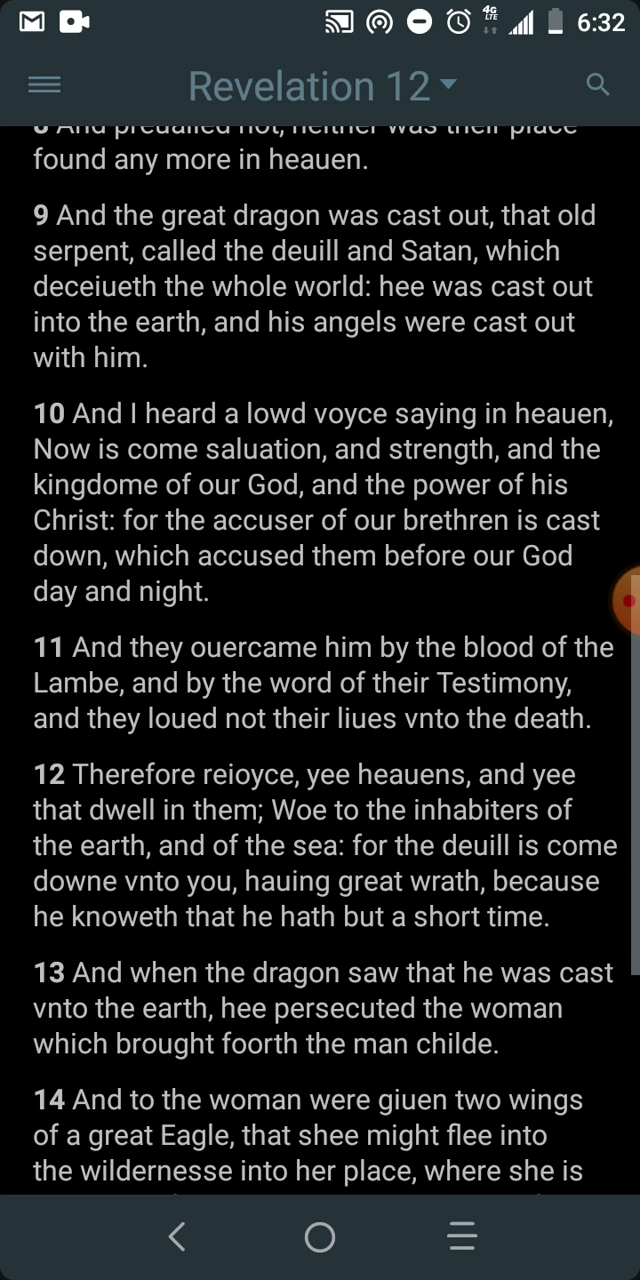 4G
LTE
6:32
Revelation 12
8 And preuailed not, neither was their place
found any more in heauen.
9 And the great dragon was cast out, that old
serpent, called the deuill and Satan, which
deceiueth the whole world: hee was cast out
into the earth, and his angels were cast out
with him.
10 And I heard a lowd voyce saying in heauen,
Now is come saluation, and strength, and the
kingdome of our God, and the power of his
Christ: for the accuser of our brethren is cast
down, which accused them before our God
day and night.
11 And they ouercame him by the blood of the
Lambe, and by the word of their Testimony,
and they loued not their liues vnto the death.
12 Therefore reioyce, yee heauens, and yee
that dwell in them; Woe to the inhabiters of
the earth, and of the sea: for the deuill is come
downe vnto you, hauing great wrath, because
he knoweth that he hath but a short time.
13 And when the dragon saw that he was cast
vnto the earth, hee persecuted the woman
which brought foorth the man childe.
14 And to the woman were giuen two wings
of a great Eagle, that shee might flee into
the wildernesse into her place, where she is